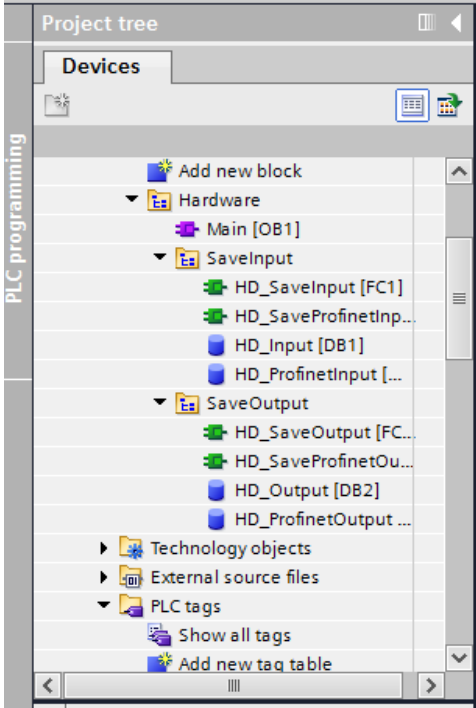 Project tree
Devices
PLC programming
Add new block
Hardware
Main [OB1]
SaveInput
HD_SaveInput [FC1]
HD_SaveProfinetInp...
HD_Input [DB1]
HD_ProfinetInput [...
SaveOutput
HD_SaveOutput [FC...
HD_SaveProfinetOu...
HD_Output [DB2]
HD_ProfinetOutput ...
Technology objects
External source files
PLC tags
Show all tags
Add new tag table